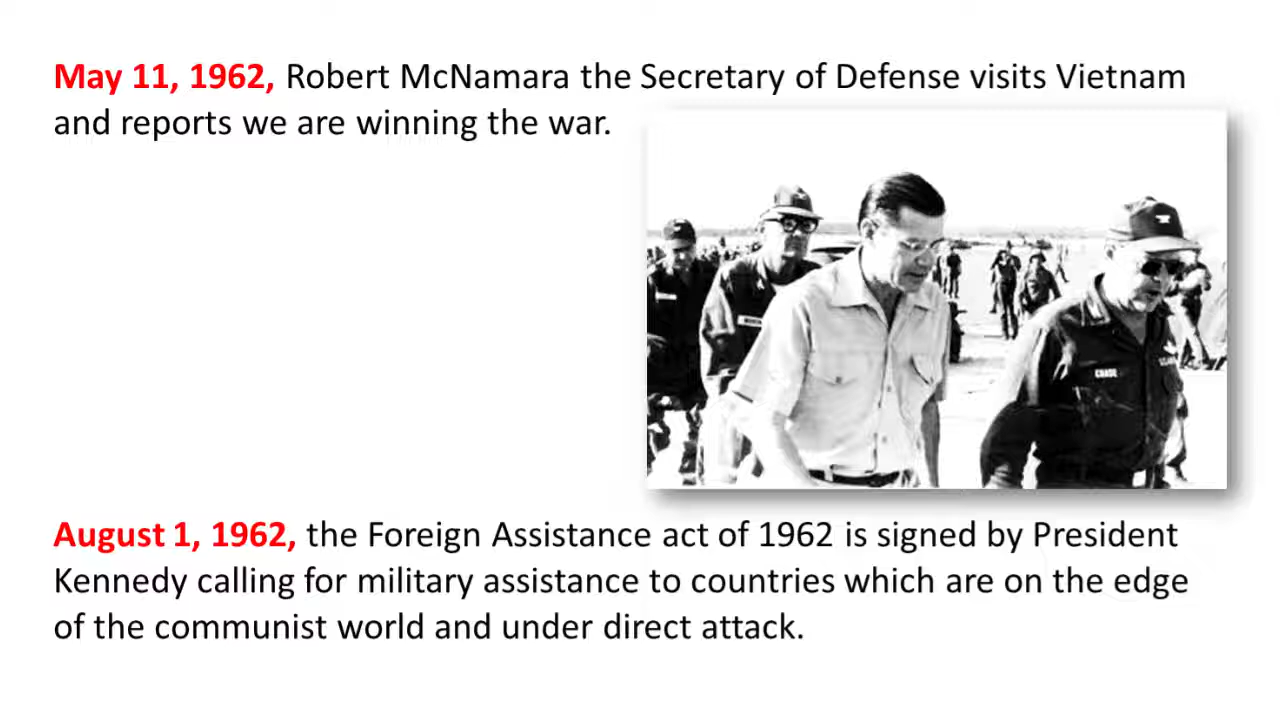 May 11, 1962, Robert McNamara the Secretary of Defense visits Vietnam
and reports we are winning the war.
CHASE
August 1, 1962, the Foreign Assistance act of 1962 is signed by President
Kennedy calling for military assistance to countries which are on the edge
of the communist world and under direct attack.